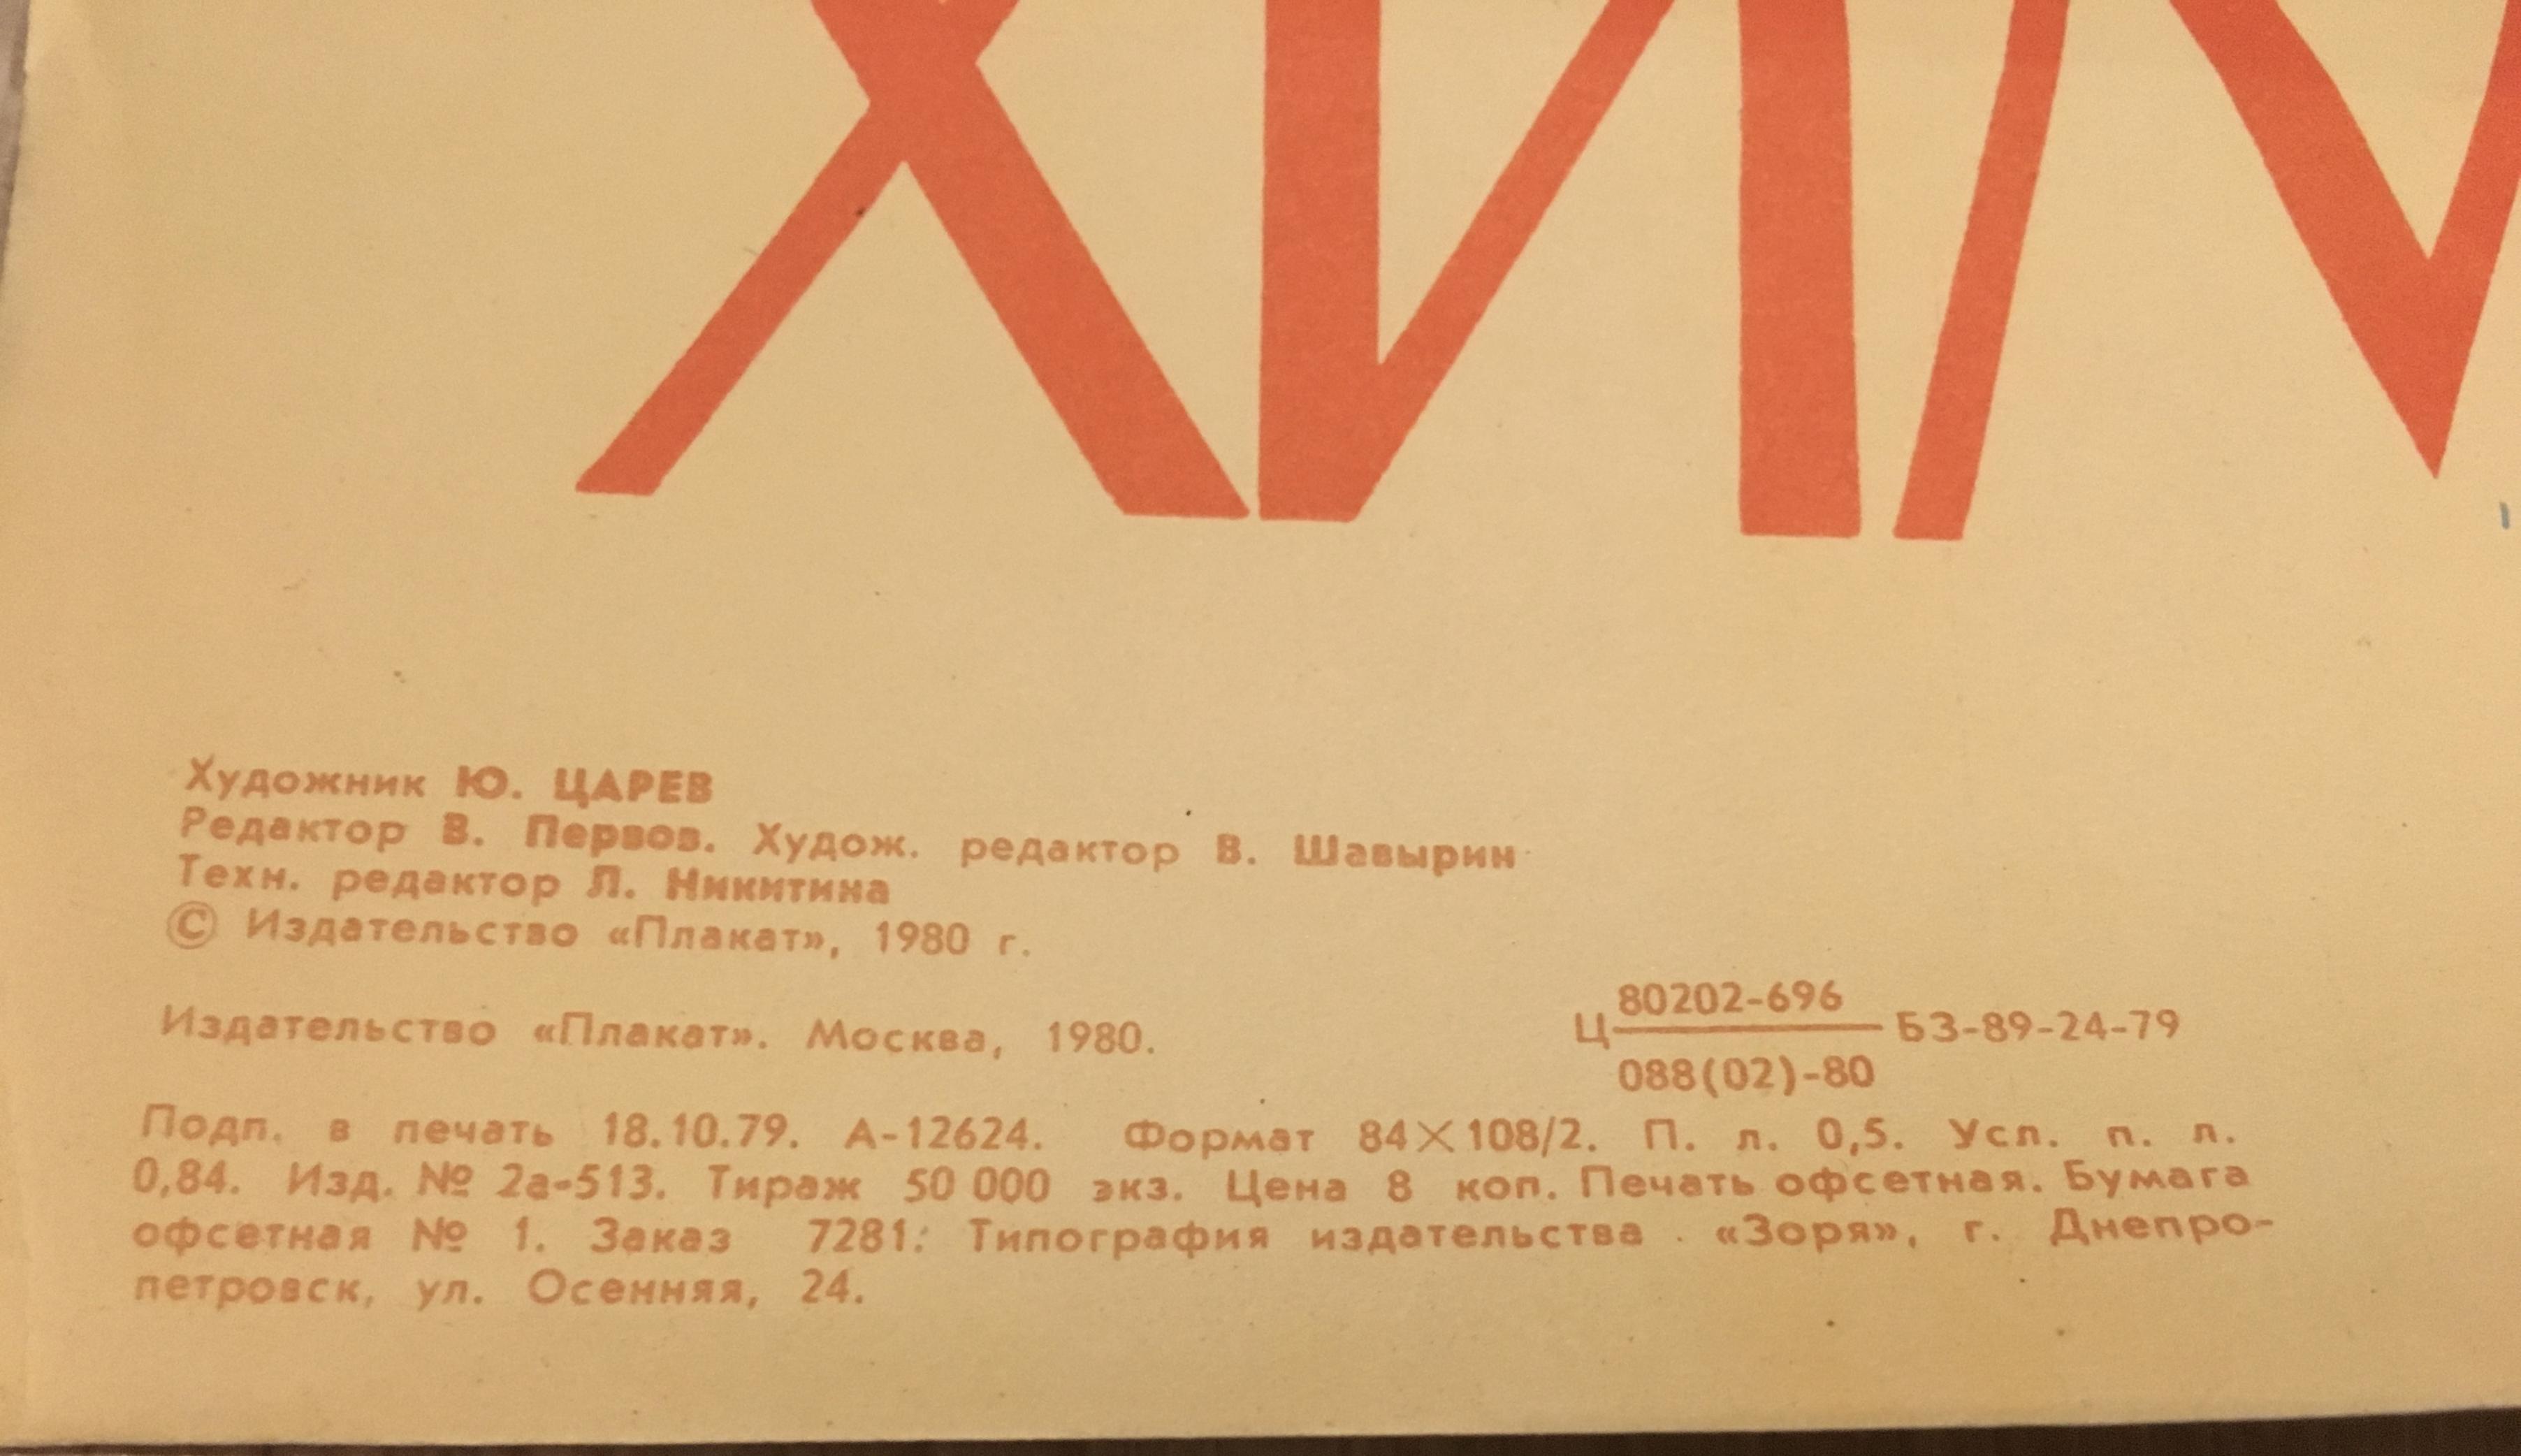 ХИМ
Художник Ю. ЦАРЕВ
Редактор В. Первов. Худож. редактор В. Шавырин
Техн. редактор Л. Никитина
© Издательство «Плакат», 1980 г.
Издательство «Плакат». Москва, 1980.
Ц 80202-696 БЗ-89-24-79
088(02)-80
Подп. в печать 18.10.79. А-12624. Формат 84×108/2. П. л. 0,5. Усл. п. л.
0,84. Изд. № 2а-513. Тираж 50 000 экз. Цена 8 коп. Печать офсетная. Бумага
офсетная № 1. Заказ 7281. Типография издательства «Зоря», г. Днепро-
петровск, ул. Осенняя, 24.